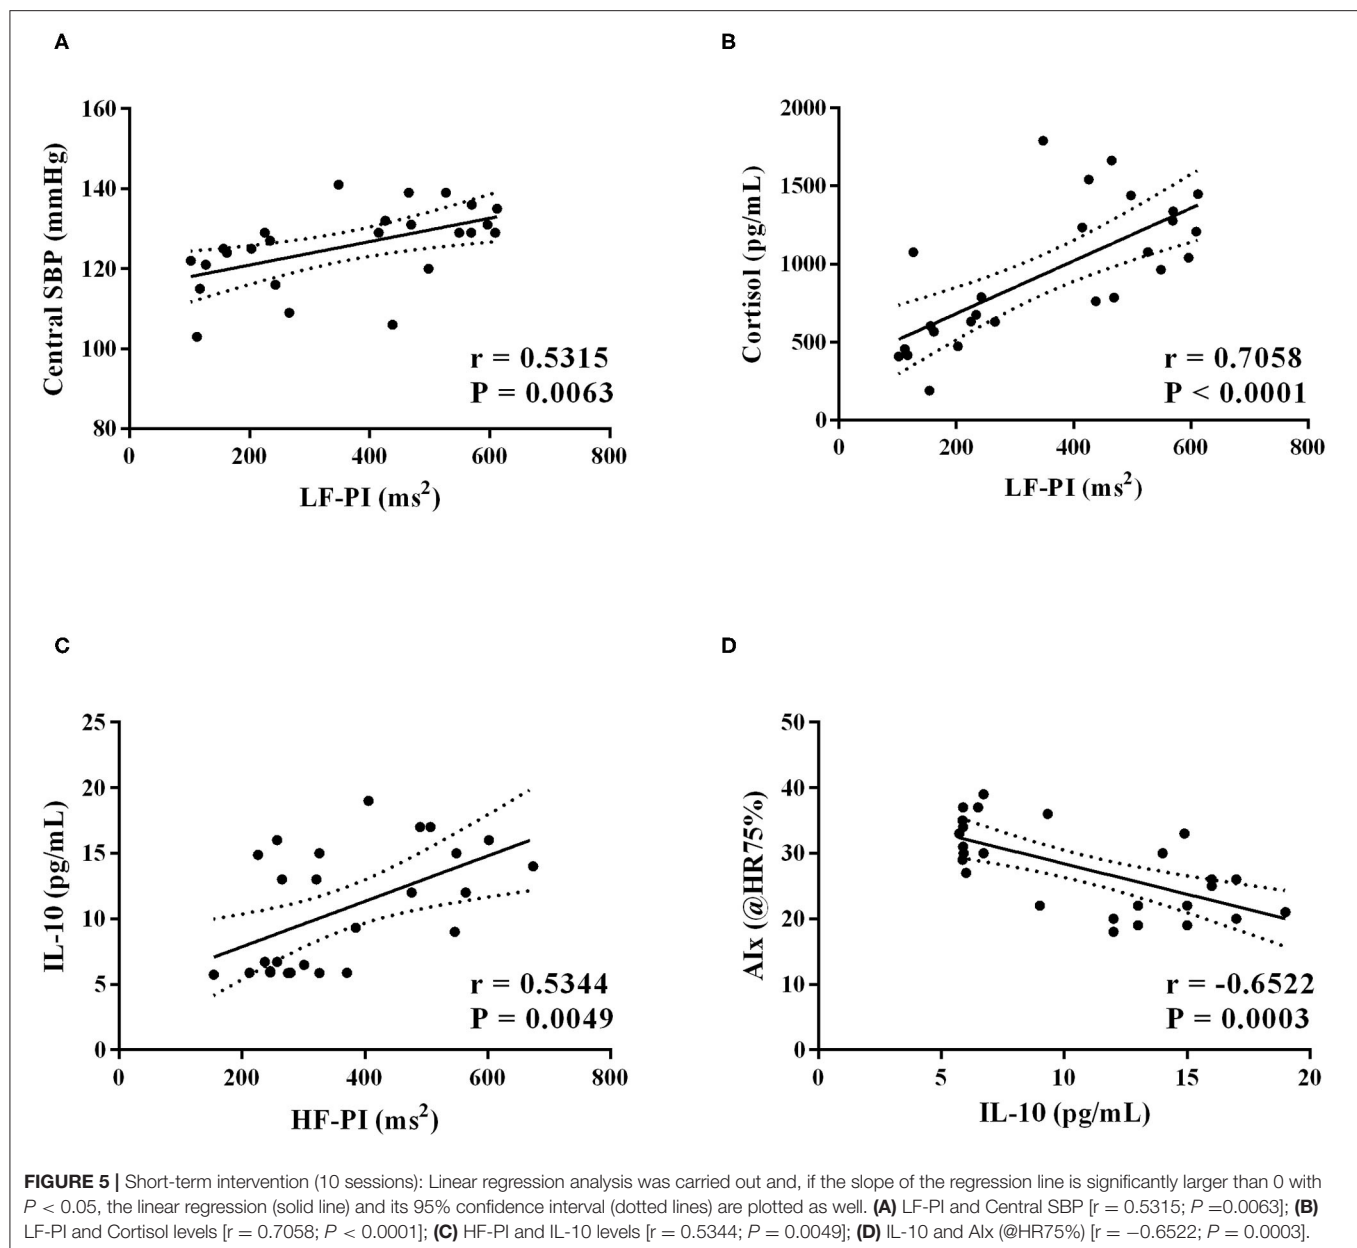 A
160
140
120
100
80
Central SBP (mmHg)
r = 0.5315
P = 0.0063
0 200 400 600 800
LF-PI (ms²)
B
2000
1500
1000
500
0
Cortisol (pg/mL)
r = 0.7058
P < 0.0001
0 200 400 600 800
LF-PI (ms²)
C
25
20
15
10
5
0
IL-10 (pg/mL)
r = 0.5344
P = 0.0049
0 200 400 600 800
HF-PI (ms²)
D
50
40
30
20
10
0
AIx (@HR75%)
r = -0.6522
P = 0.0003
0 5 10 15 20
IL-10 (pg/mL)
FIGURE 5 | Short-term intervention (10 sessions): Linear regression analysis was carried out and, if the slope of the regression line is significantly larger than 0 with
P < 0.05, the linear regression (solid line) and its 95% confidence interval (dotted lines) are plotted as well. (A) LF-PI and Central SBP [r = 0.5315; P =0.0063]; (B)
LF-PI and Cortisol levels [r = 0.7058; P < 0.0001]; (C) HF-PI and IL-10 levels [r = 0.5344; P = 0.0049]; (D) IL-10 and AIx (@HR75%) [r = −0.6522; P = 0.0003].